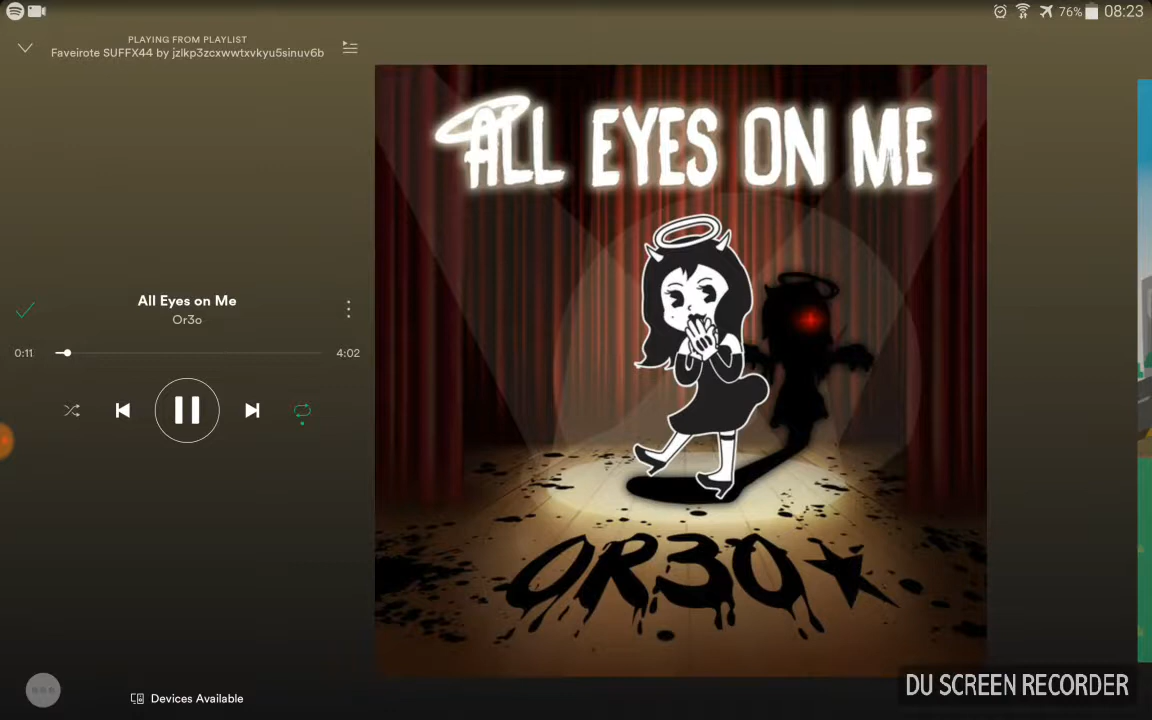 76% 08:23
PLAYING FROM PLAYLIST
Faveirote SUFFX44 by jzlkp3zcxwwtxvkyu5sinuv6b
ALL EYES ON ME
All Eyes on Me
Or3o
0:11
4:02
OR3O
Devices Available
DU SCREEN RECORDER